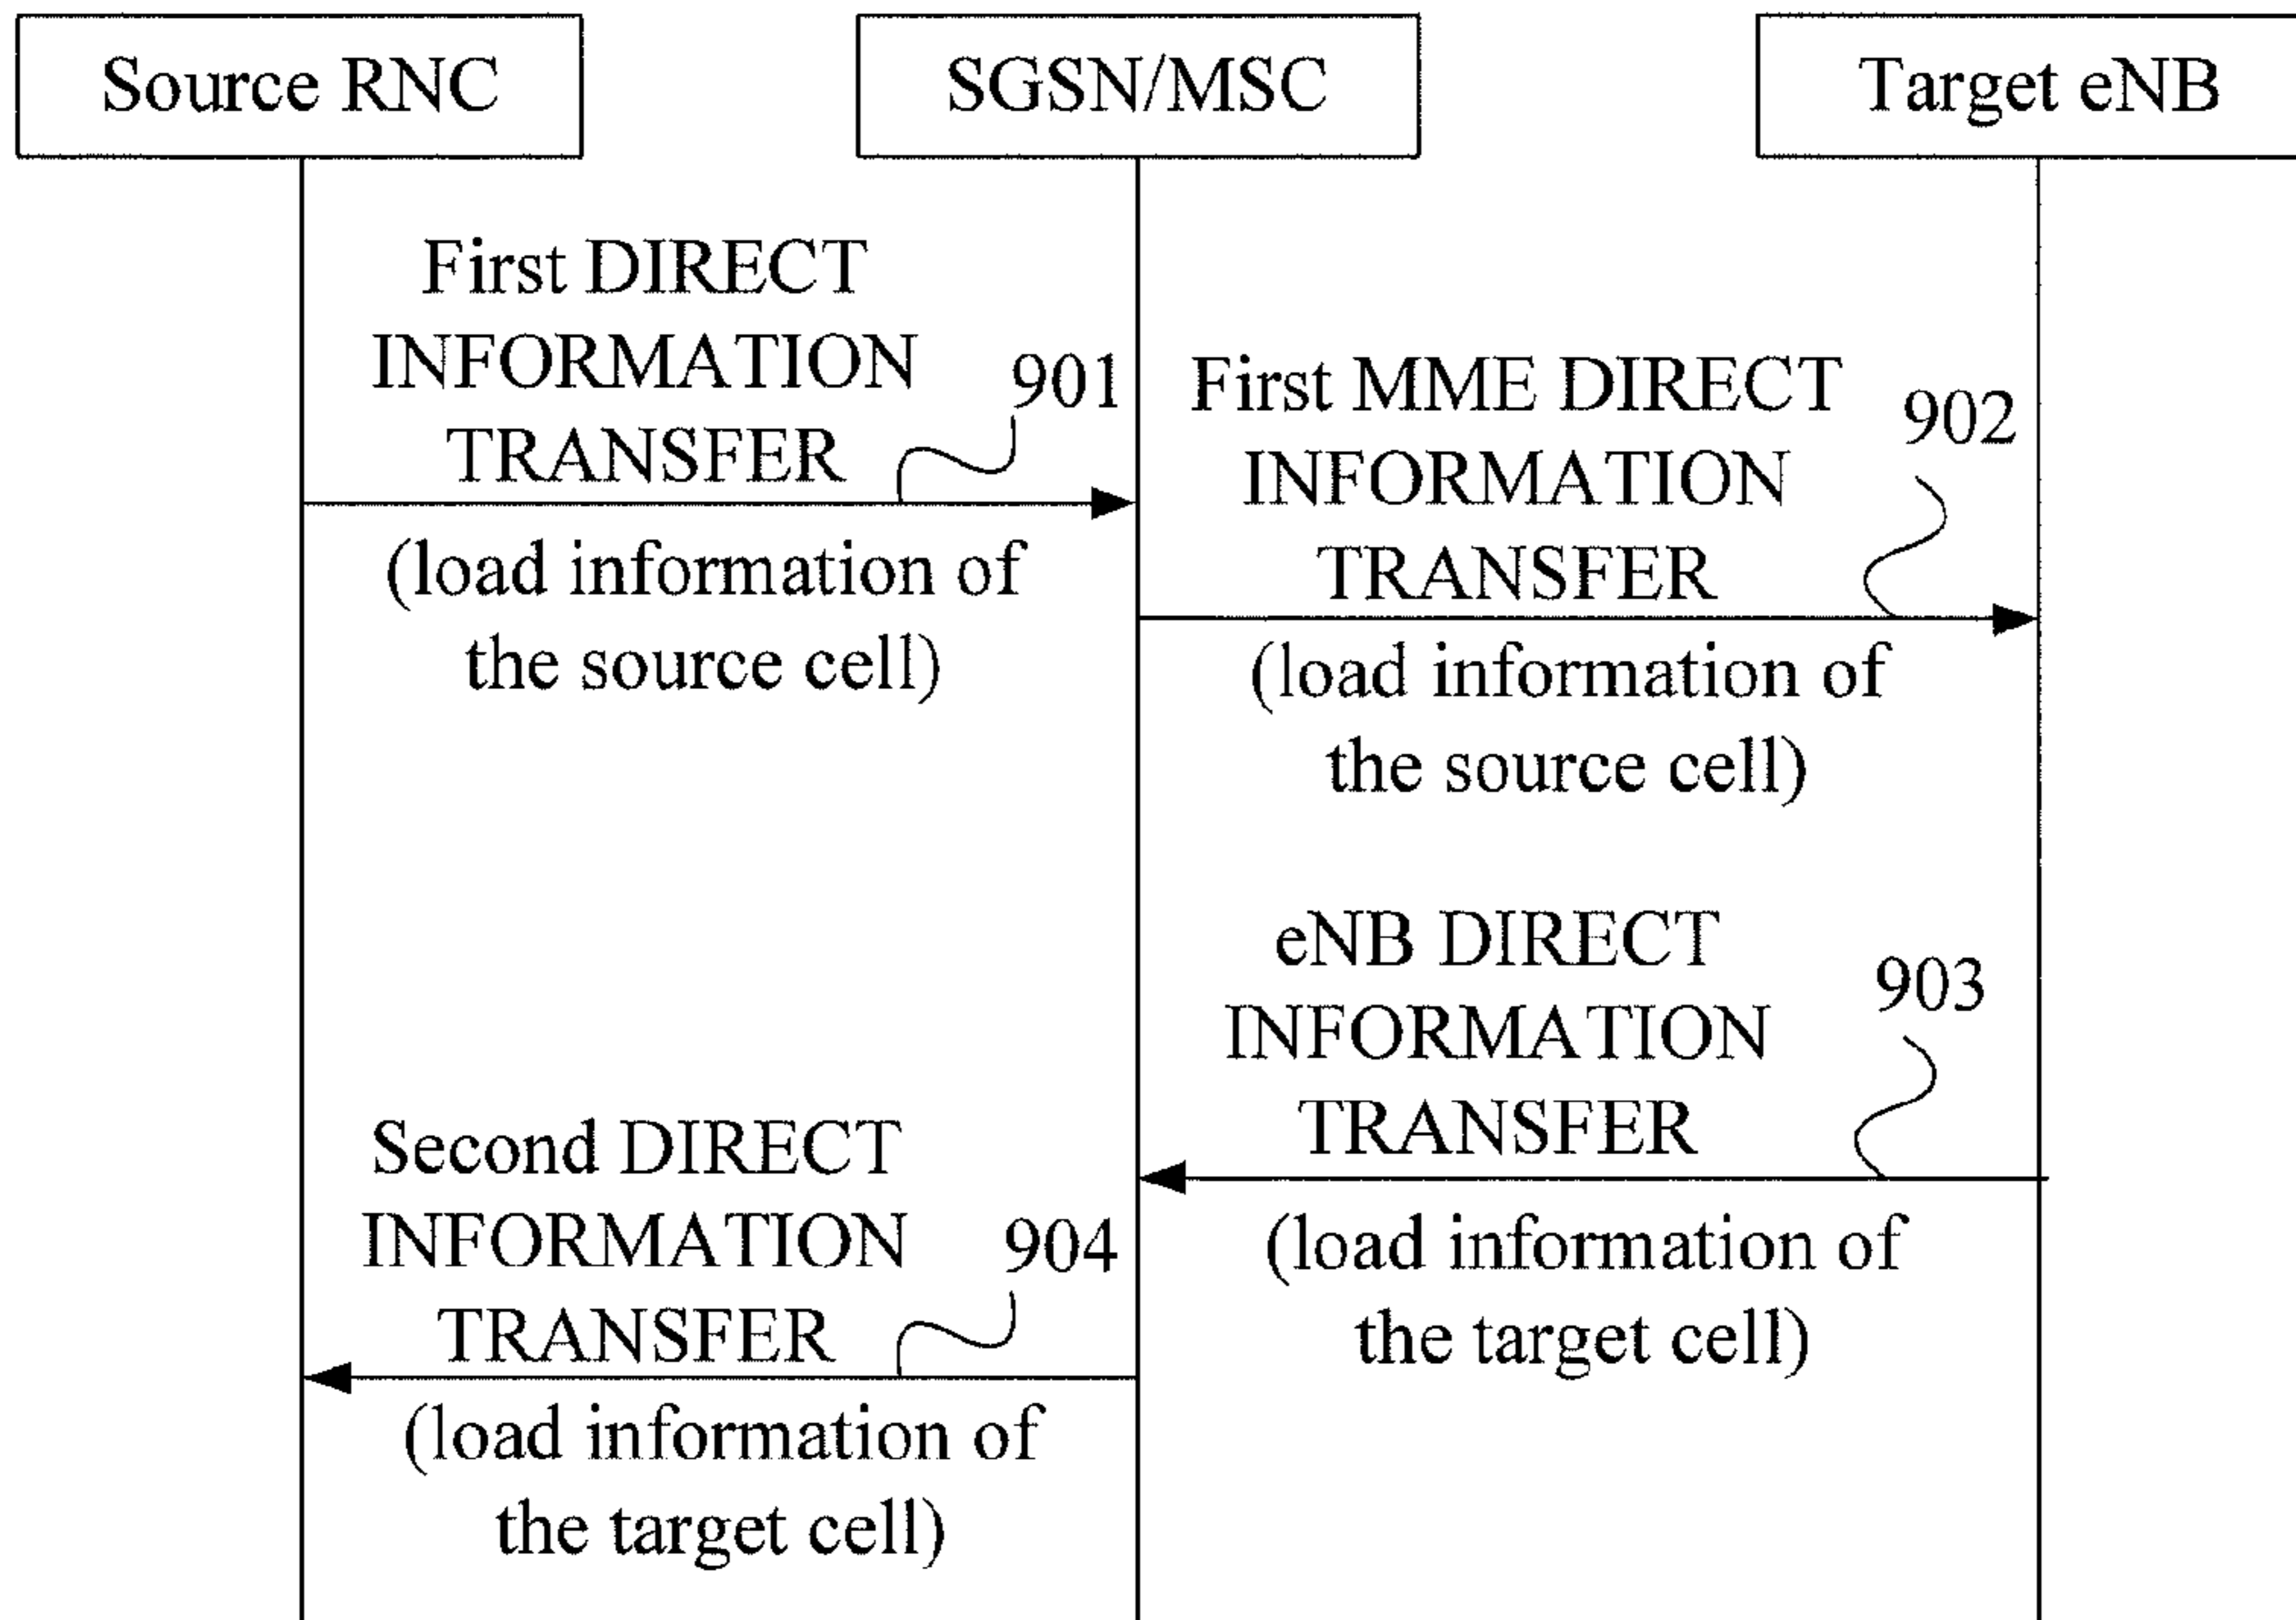 Source RNC
SGSN/MSC
Target eNB
First DIRECT
INFORMATION
TRANSFER
901
(load information of
the source cell)
First MME DIRECT
INFORMATION
TRANSFER
902
(load information of
the source cell)
eNB DIRECT
INFORMATION
TRANSFER
903
(load information of
the target cell)
Second DIRECT
INFORMATION
TRANSFER
904
(load information of
the target cell)